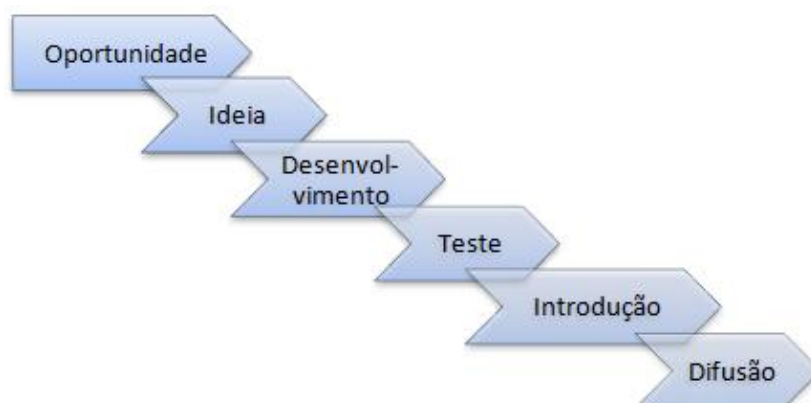 Oportunidade
Ideia
Desenvol-
vimento
Teste
Introdução
Difusão